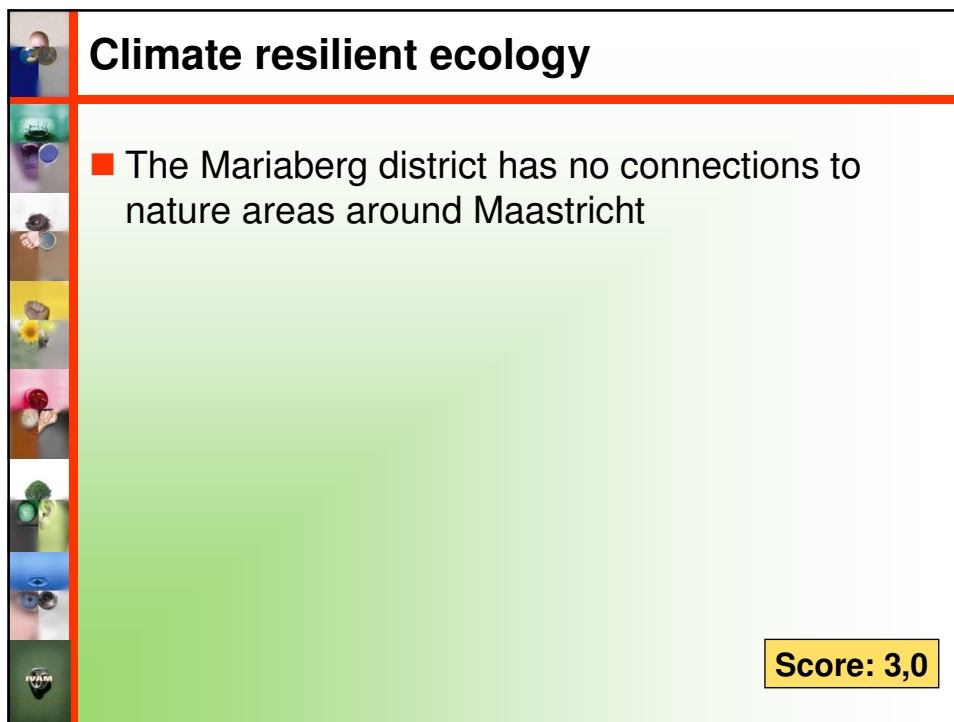 Climate resilient ecology
The Mariaberg district has no connections to
nature areas around Maastricht
Score: 3,0
IVAM